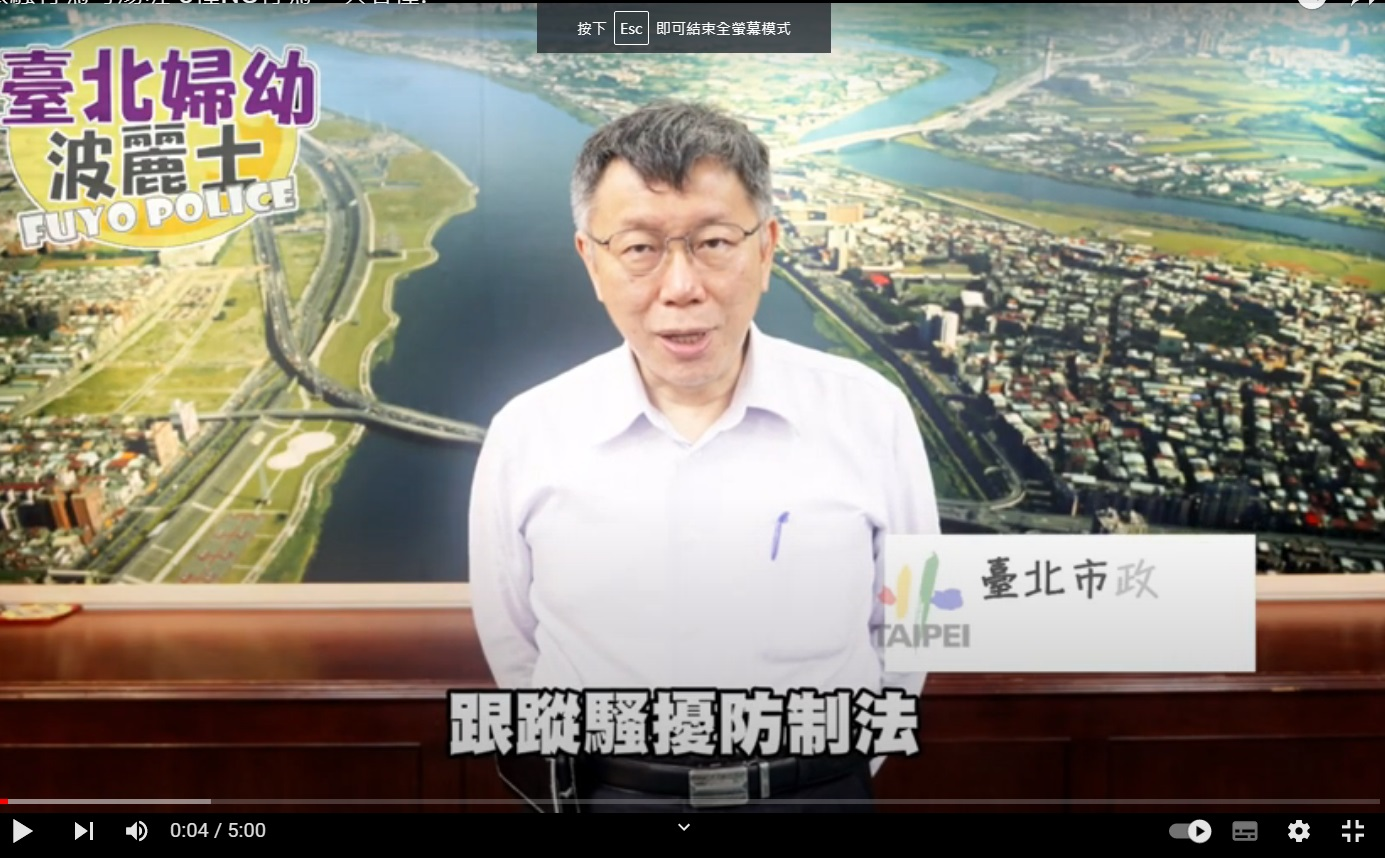 按下 Esc 即可結束全螢幕模式
臺北婦幼
波麗士
FUYO POLICE
臺北市政
TAIPEI
跟蹤騷擾防制法
0:04 / 5:00